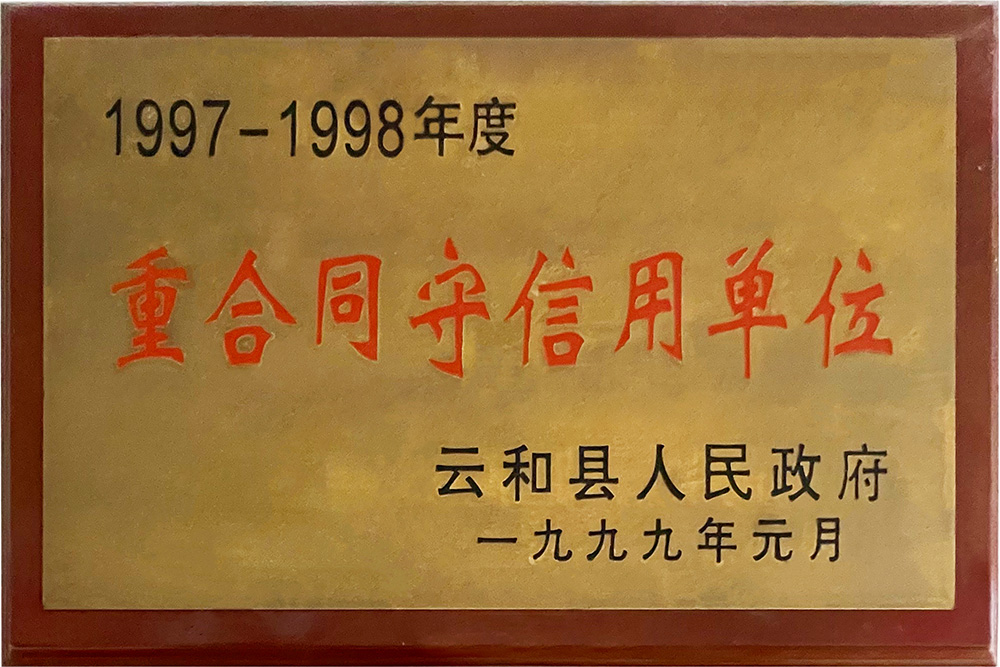 1997-1998年度
重合同守信用单位
云和县人民政府
一九九九年元月